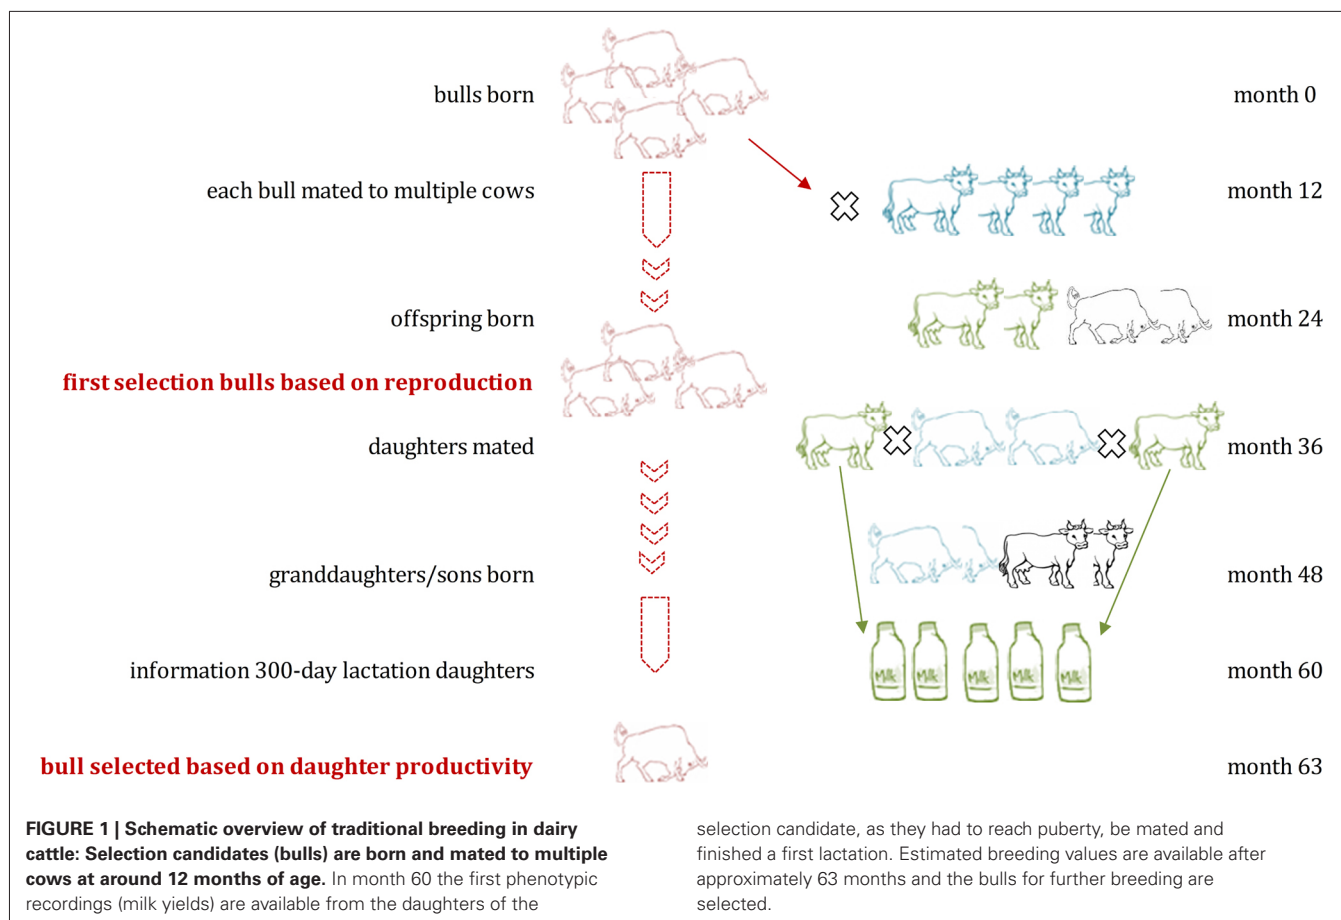 bulls born
month 0
each bull mated to multiple cows
month 12
offspring born
month 24
first selection bulls based on reproduction
daughters mated
month 36
granddaughters/sons born
month 48
information 300-day lactation daughters
Milk Milk Milk Milk Milk
month 60
bull selected based on daughter productivity
month 63
FIGURE 1 | Schematic overview of traditional breeding in dairy
cattle: Selection candidates (bulls) are born and mated to multiple
cows at around 12 months of age. In month 60 the first phenotypic
recordings (milk yields) are available from the daughters of the
selection candidate, as they had to reach puberty, be mated and
finished a first lactation. Estimated breeding values are available after
approximately 63 months and the bulls for further breeding are
selected.